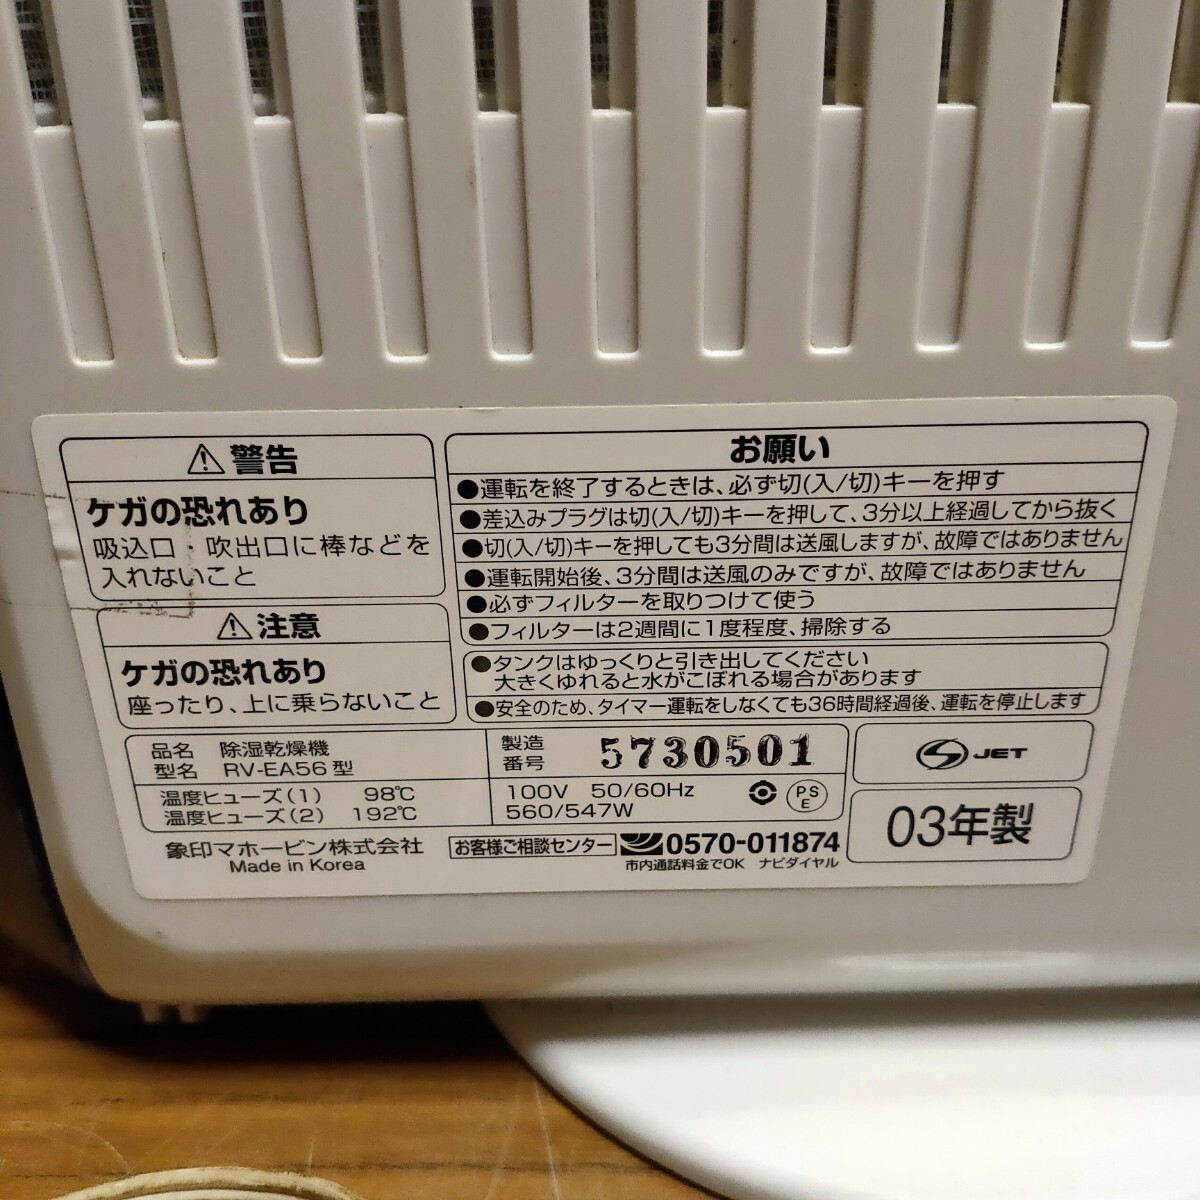 ⚠警告
ケガの恐れあり
吸込口・吹出口に棒などを
入れないこと
⚠注意
ケガの恐れあり
座ったり、上に乗らないこと
お願い
●運転を終了するときは、必ず切(入/切)キーを押す
●差込みプラグは切(入/切)キーを押して、3分以上経過してから抜く
●切(入/切)キーを押しても3分間は送風しますが、故障ではありません
●運転開始後、3分間は送風のみですが、故障ではありません
●必ずフィルターを取りつけて使う
●フィルターは2週間に1度程度、掃除する
●タンクはゆっくりと引き出してください
大きくゆれると水がこぼれる場合があります
●安全のため、タイマー運転をしなくても36時間経過後、運転を停止します
品名 除湿乾燥機
型名 RV-EA56型
温度ヒューズ(1) 98℃
温度ヒューズ(2) 192℃
製造
番号 5730501
100V 50/60Hz
560/547W
PS
E
S JET
03年製
象印マホービン株式会社
Made in Korea
お客様ご相談センター 0570-011874
市内通話料金でOK ナビダイヤル